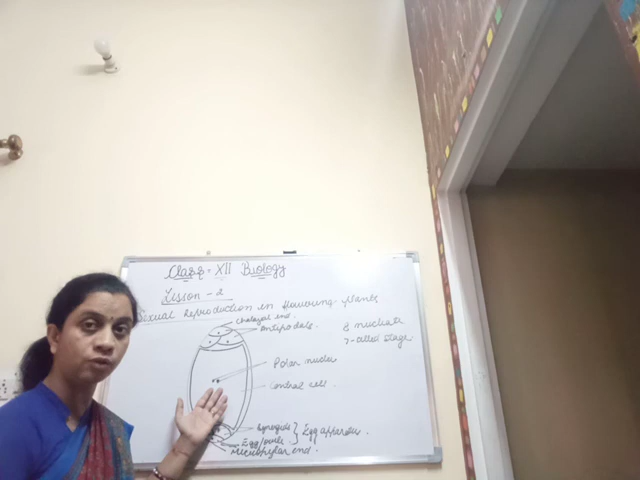 Class - XII Biology
Lesson - 2
Sexual Reproduction in flowering plants
chalazal end.
antipodals.
8 nucleate
7-celled stage
Polar nuclei
Central cell
synergids
Egg apparatus.
Egg/
Micropylar end.